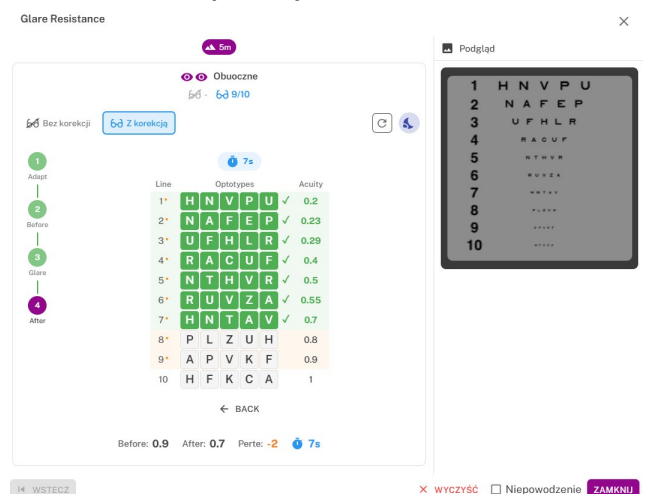 Glare Resistance
5m
Obuoczne
- 9/10
Bez korekcji
Z korekcją
7s
1
Adapt
2
Before
3
Glare
4
After
Line Optotypes Acuity
1* H N V P U ✓ 0.2
2* N A F E P ✓ 0.23
3* U F H L R ✓ 0.29
4* R A C U F ✓ 0.4
5* N T H V R ✓ 0.5
6* R U V Z A ✓ 0.55
7* H N T A V ✓ 0.7
8* P L Z U H 0.8
9* A P V K F 0.9
10 H F K C A 1
← BACK
Before: 0.9 After: 0.7 Perte: -2 7s
WSTECZ
Podgląd
1 H N V P U
2 N A F E P
3 U F H L R
4 R A C U F
5 N T H V R
6 R U V Z A
7
8
9
10
WYCZYŚĆ
Niepowodzenie
ZAMKNIJ